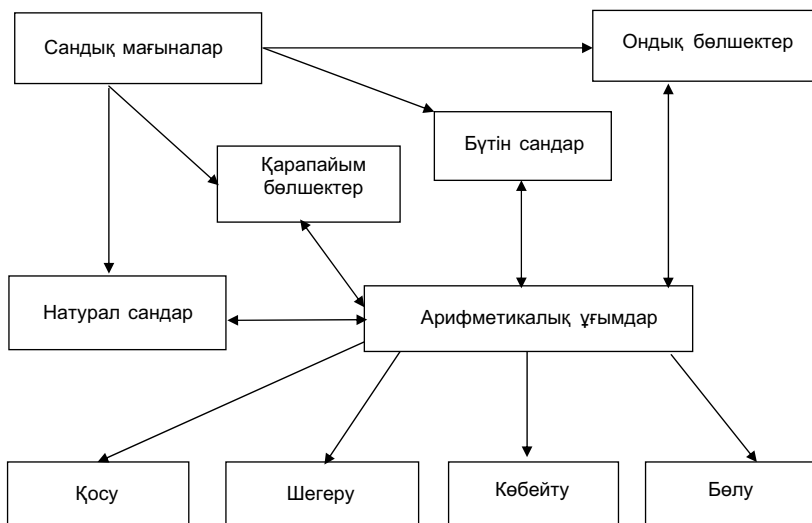 Сандық мағыналар
Ондық бөлшектер
Бүтін сандар
Қарапайым
бөлшектер
Натурал сандар
Арифметикалық ұғымдар
Қосу
Шегеру
Көбейту
Бөлу